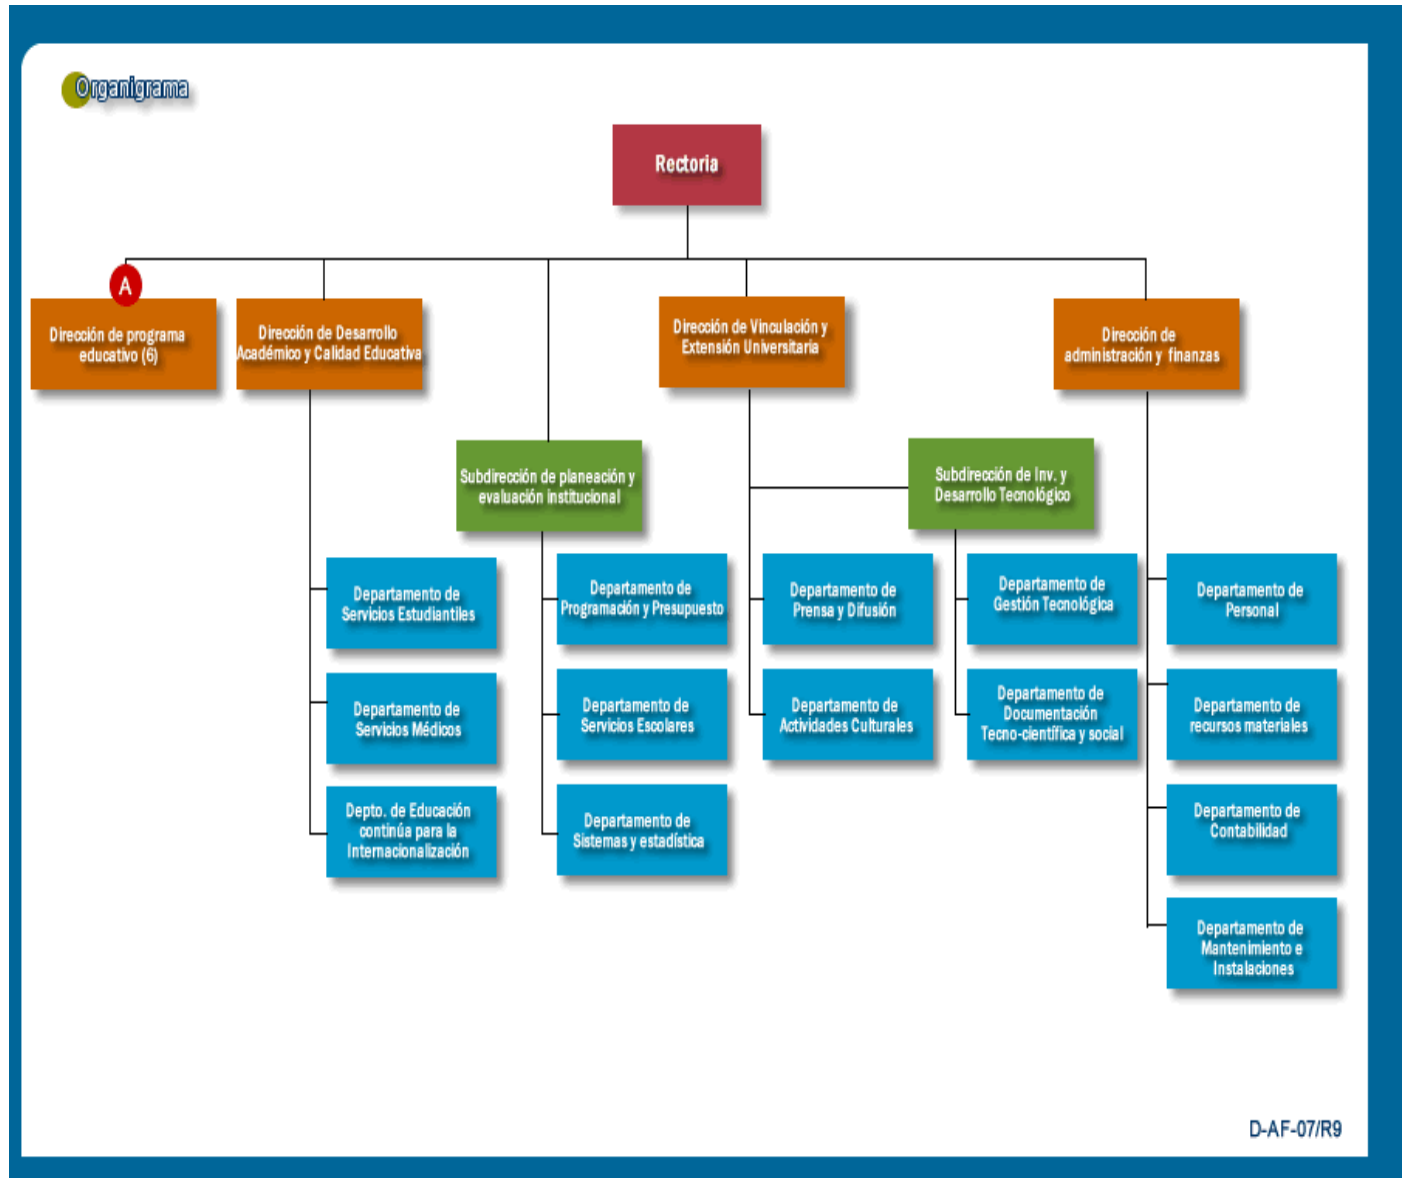 Organigrama
Rectoria
A
Dirección de programa
educativo (6)
Dirección de Desarrollo
Académico y Calidad Educativa
Dirección de Vinculación y
Extensión Universitaria
Dirección de
administración y finanzas
Subdirección de planeación y
evaluación institucional
Subdirección de Inv. y
Desarrollo Tecnológico
Departamento de
Servicios Estudiantiles
Departamento de
Programación y Presupuesto
Departamento de
Prensa y Difusión
Departamento de
Gestión Tecnológica
Departamento de
Personal
Departamento de
Servicios Médicos
Departamento de
Servicios Escolares
Departamento de
Actividades Culturales
Departamento de
Documentación
Tecno-científica y social
Departamento de
recursos materiales
Depto. de Educación
continúa para la
Internacionalización
Departamento de
Sistemas y estadística
Departamento de
Contabilidad
Departamento de
Mantenimiento e
Instalaciones
D-AF-07/R9